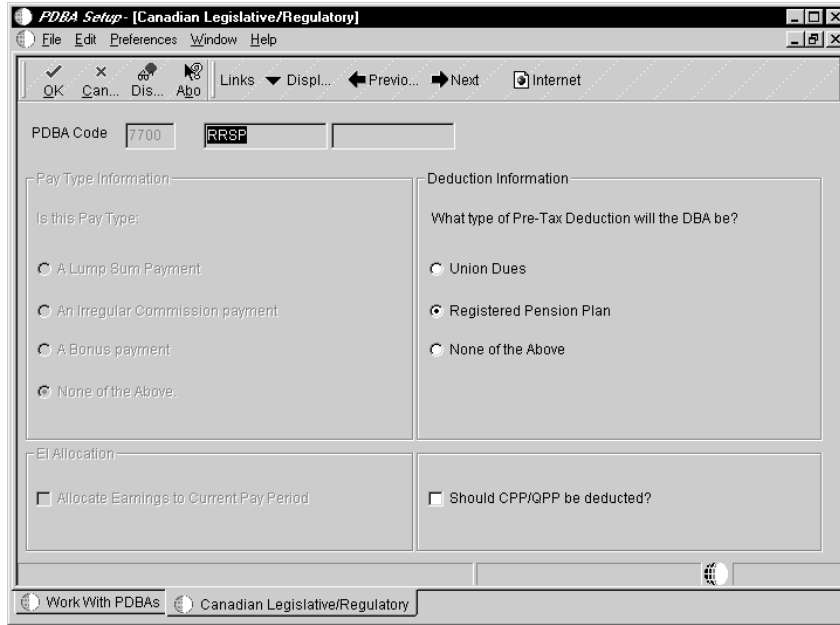 PDBA Setup - [Canadian Legislative/Regulatory]
File Edit Preferences Window Help
OK Can... Dis... Abo Links Displ... Previo... Next Internet
PDBA Code 7700 RRSP
Pay Type Information
Is this Pay Type:
A Lump Sum Payment
An Irregular Commission payment
A Bonus payment
None of the Above.
Deduction Information
What type of Pre-Tax Deduction will the DBA be?
Union Dues
Registered Pension Plan
None of the Above
EI Allocation
Allocate Earnings to Current Pay Period
Should CPP/QPP be deducted?
Work With PDBAs Canadian Legislative/Regulatory